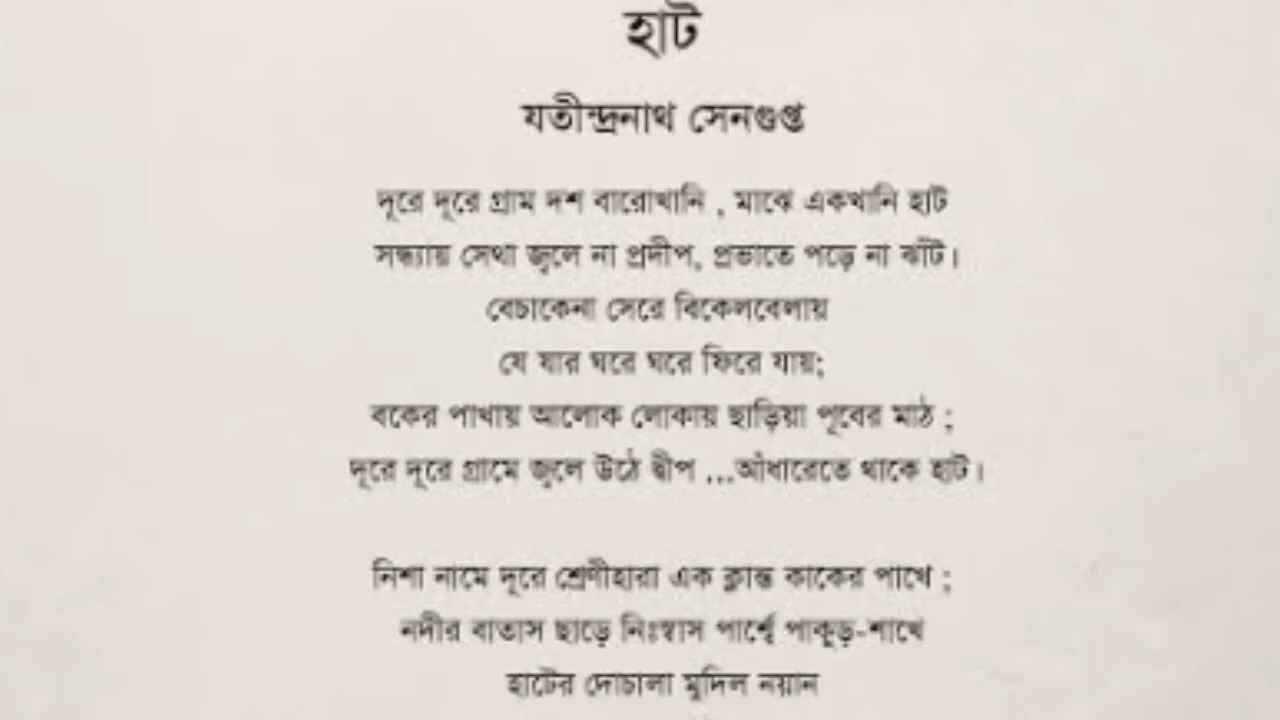 হাট
যতীন্দ্রনাথ সেনগুপ্ত
দূরে দূরে গ্রাম দশ বারোখানি , মাঝে একখানি হাট
সন্ধ্যায় সেথা জ্বলে না প্রদীপ, প্রভাতে পড়ে না ঝাঁট।
বেচাকেনা সেরে বিকেলবেলায়
যে যার ঘরে ঘরে ফিরে যায়;
বকের পাখায় আলোক লোকায় ছাড়িয়া পূবের মাঠ ;
দূরে দূরে গ্রামে জ্বলে উঠে দ্বীপ ...আঁধারেতে থাকে হাট।
নিশা নামে দূরে শ্রেণীহারা এক ক্লান্ত কাকের পাখে ;
নদীর বাতাস ছাড়ে নিঃশ্বাস পার্শ্বে পাকুড়-শাখে
হাটের দোচালা মুদিল নয়ান